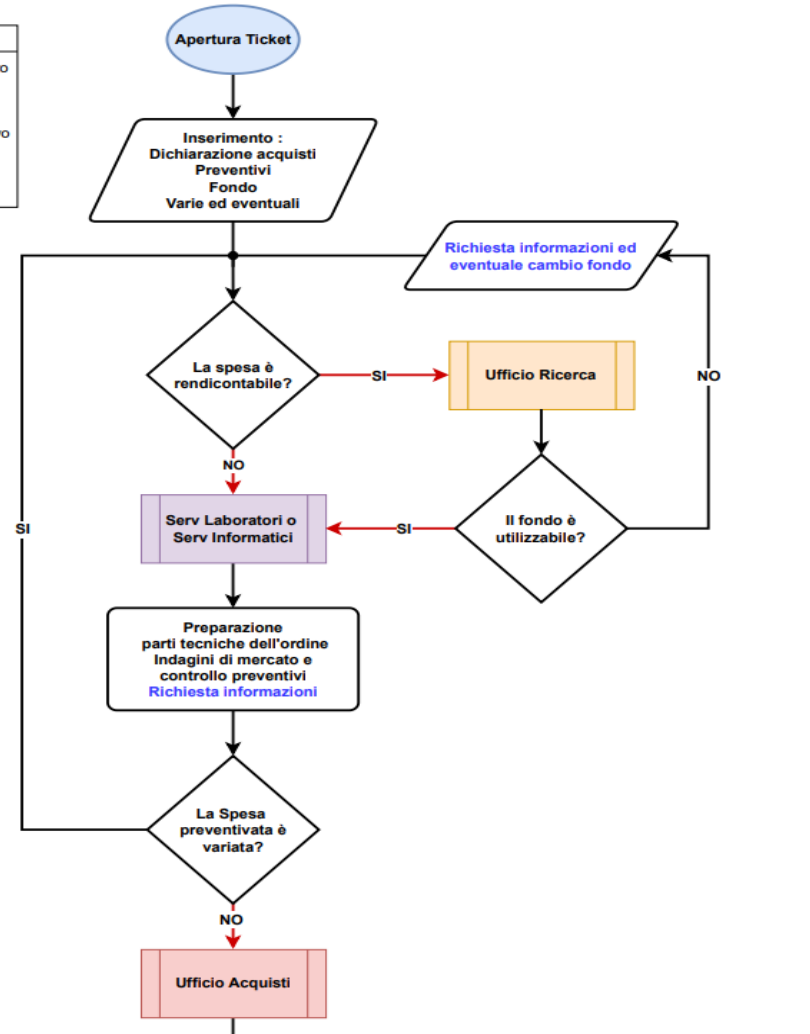 Apertura Ticket
Inserimento :
Dichiarazione acquisti
Preventivi
Fondo
Varie ed eventuali
Richiesta informazioni ed
eventuale cambio fondo
La spesa è
rendicontabile?
SI
Ufficio Ricerca
NO
NO
Serv Laboratori o
Serv Informatici
SI
Il fondo è
utilizzabile?
SI
Preparazione
parti tecniche dell'ordine
Indagini di mercato e
controllo preventivi
Richiesta informazioni
La Spesa
preventivata è
variata?
NO
Ufficio Acquisti